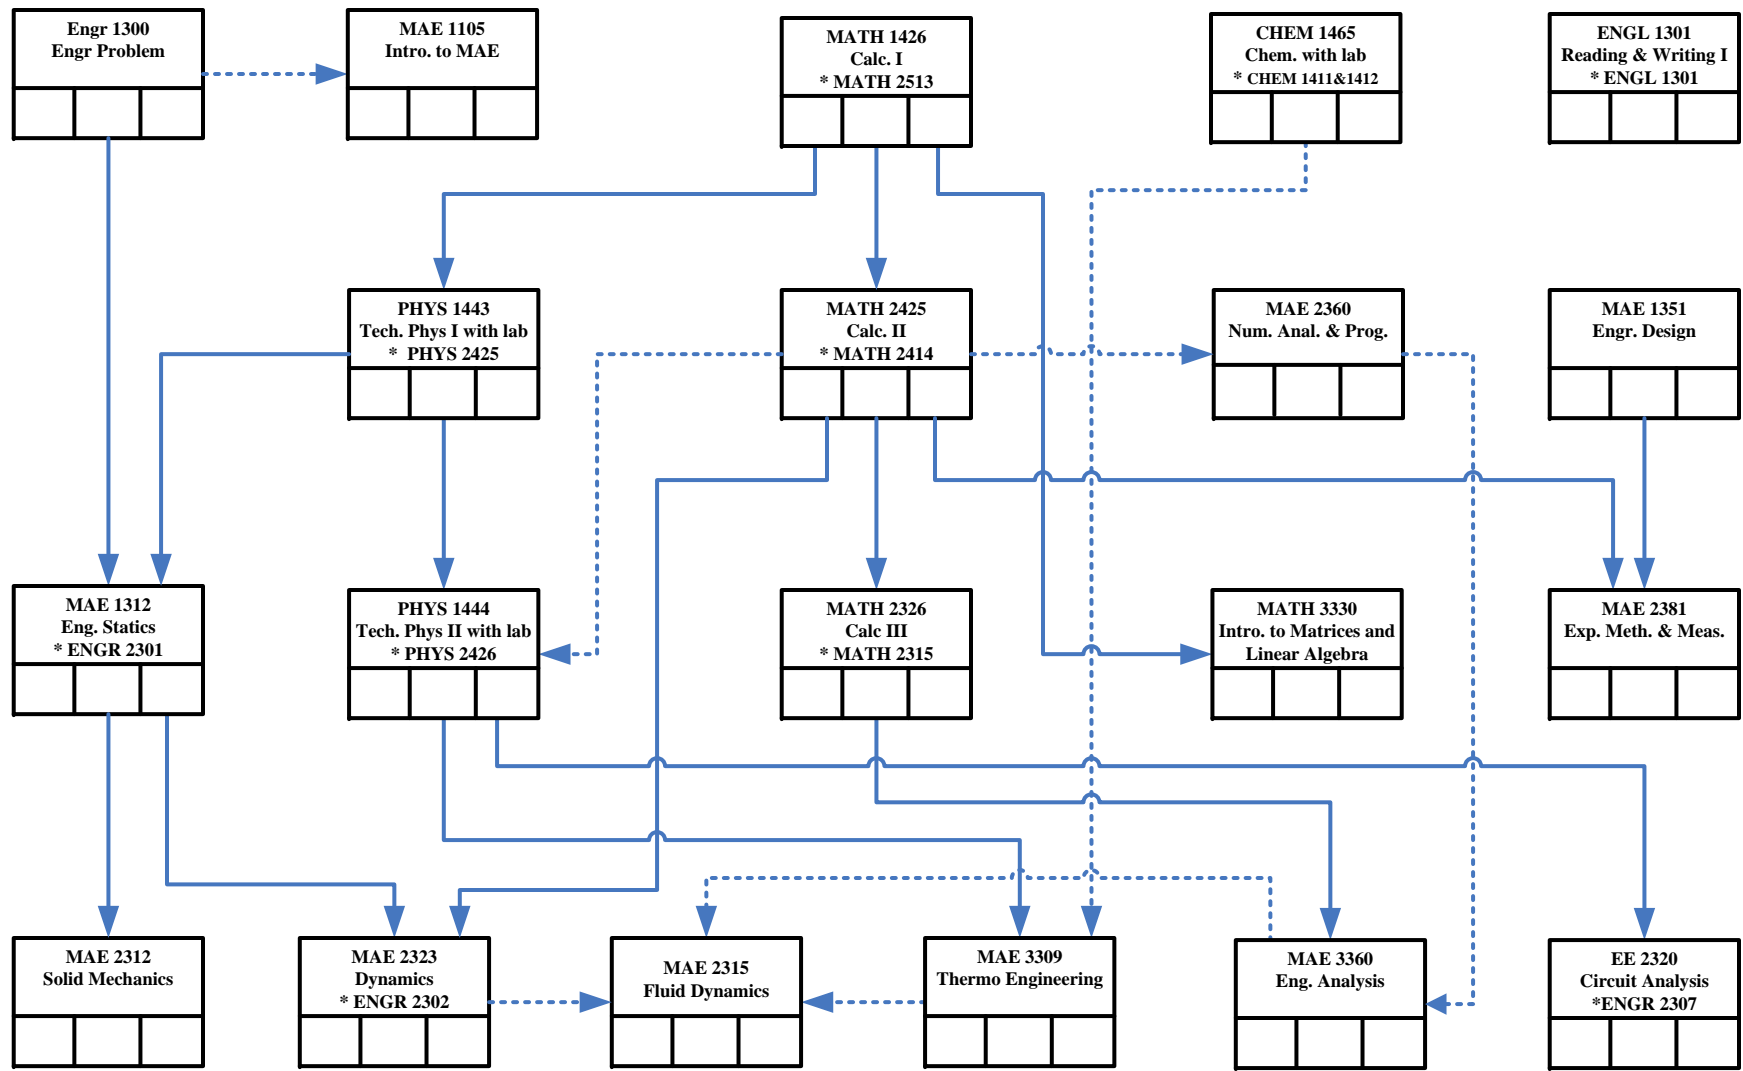 Engr 1300
Engr Problem
MAE 1105
Intro. to MAE
MATH 1426
Calc. I
* MATH 2513
CHEM 1465
Chem. with lab
* CHEM 1411&1412
ENGL 1301
Reading & Writing I
* ENGL 1301
PHYS 1443
Tech. Phys I with lab
* PHYS 2425
MATH 2425
Calc. II
* MATH 2414
MAE 2360
Num. Anal. & Prog.
MAE 1351
Engr. Design
MAE 1312
Eng. Statics
* ENGR 2301
PHYS 1444
Tech. Phys II with lab
* PHYS 2426
MATH 2326
Calc III
* MATH 2315
MATH 3330
Intro. to Matrices and
Linear Algebra
MAE 2381
Exp. Meth. & Meas.
MAE 2312
Solid Mechanics
MAE 2323
Dynamics
* ENGR 2302
MAE 2315
Fluid Dynamics
MAE 3309
Thermo Engineering
MAE 3360
Eng. Analysis
EE 2320
Circuit Analysis
*ENGR 2307